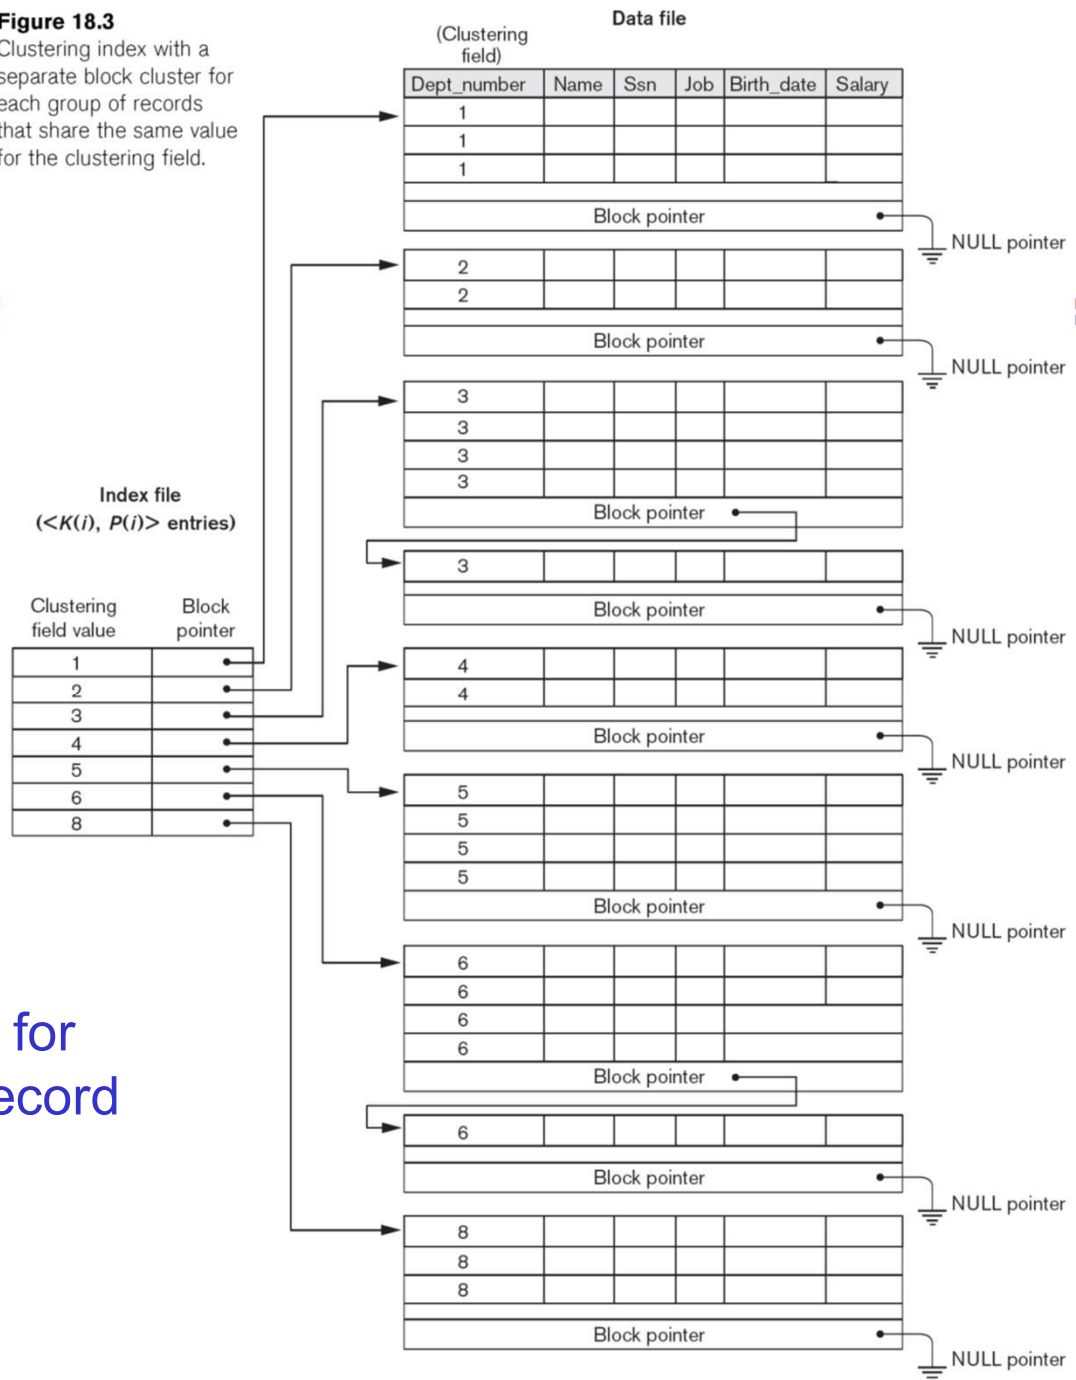 Figure 18.3
Clustering index with a
separate block cluster for
each group of records
that share the same value
for the clustering field.
Data file
(Clustering
field)
Dept_number Name Ssn Job Birth_date Salary
1
1
1
Block pointer
NULL pointer
2
2
Block pointer
NULL pointer
3
3
3
3
Block pointer
3
Block pointer
NULL pointer
4
4
Block pointer
NULL pointer
5
5
5
5
Block pointer
NULL pointer
6
6
6
6
Block pointer
6
Block pointer
NULL pointer
8
8
8
Block pointer
NULL pointer
Index file
(<K(i), P(i)> entries)
Clustering Block
field value pointer
1
2
3
4
5
6
8
for
ecord